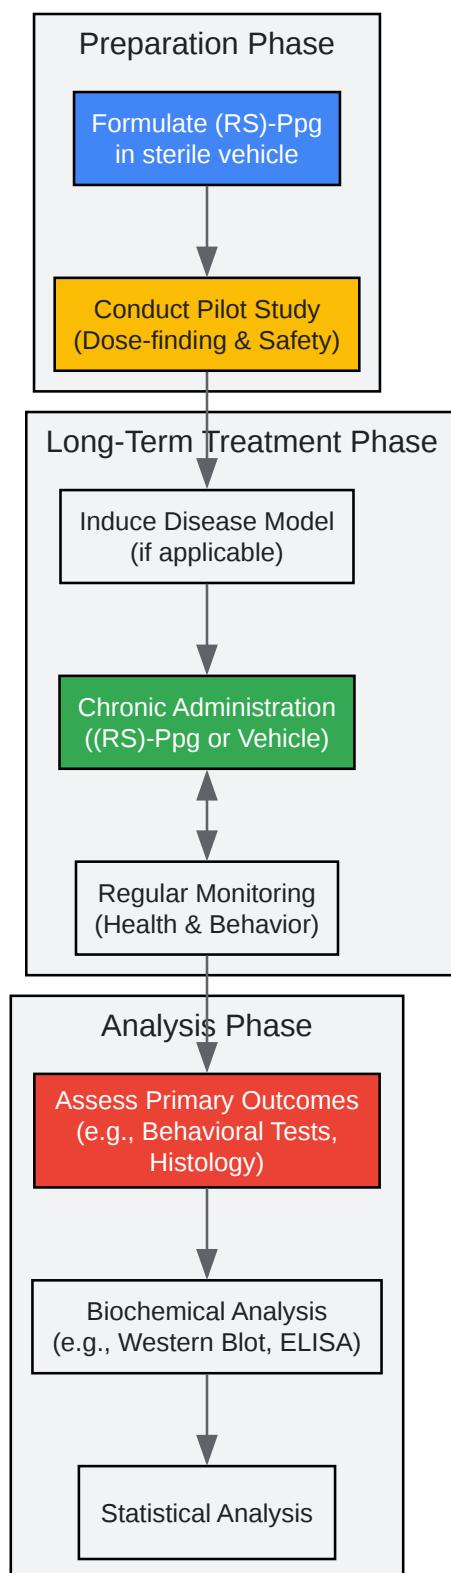 Preparation Phase
Formulate (RS)-Ppg
in sterile vehicle
Conduct Pilot Study
(Dose-finding & Safety)
Long-Term Treatment Phase
Induce Disease Model
(if applicable)
Chronic Administration
((RS)-Ppg or Vehicle)
Regular Monitoring
(Health & Behavior)
Analysis Phase
Assess Primary Outcomes
(e.g., Behavioral Tests,
Histology)
Biochemical Analysis
(e.g., Western Blot, ELISA)
Statistical Analysis